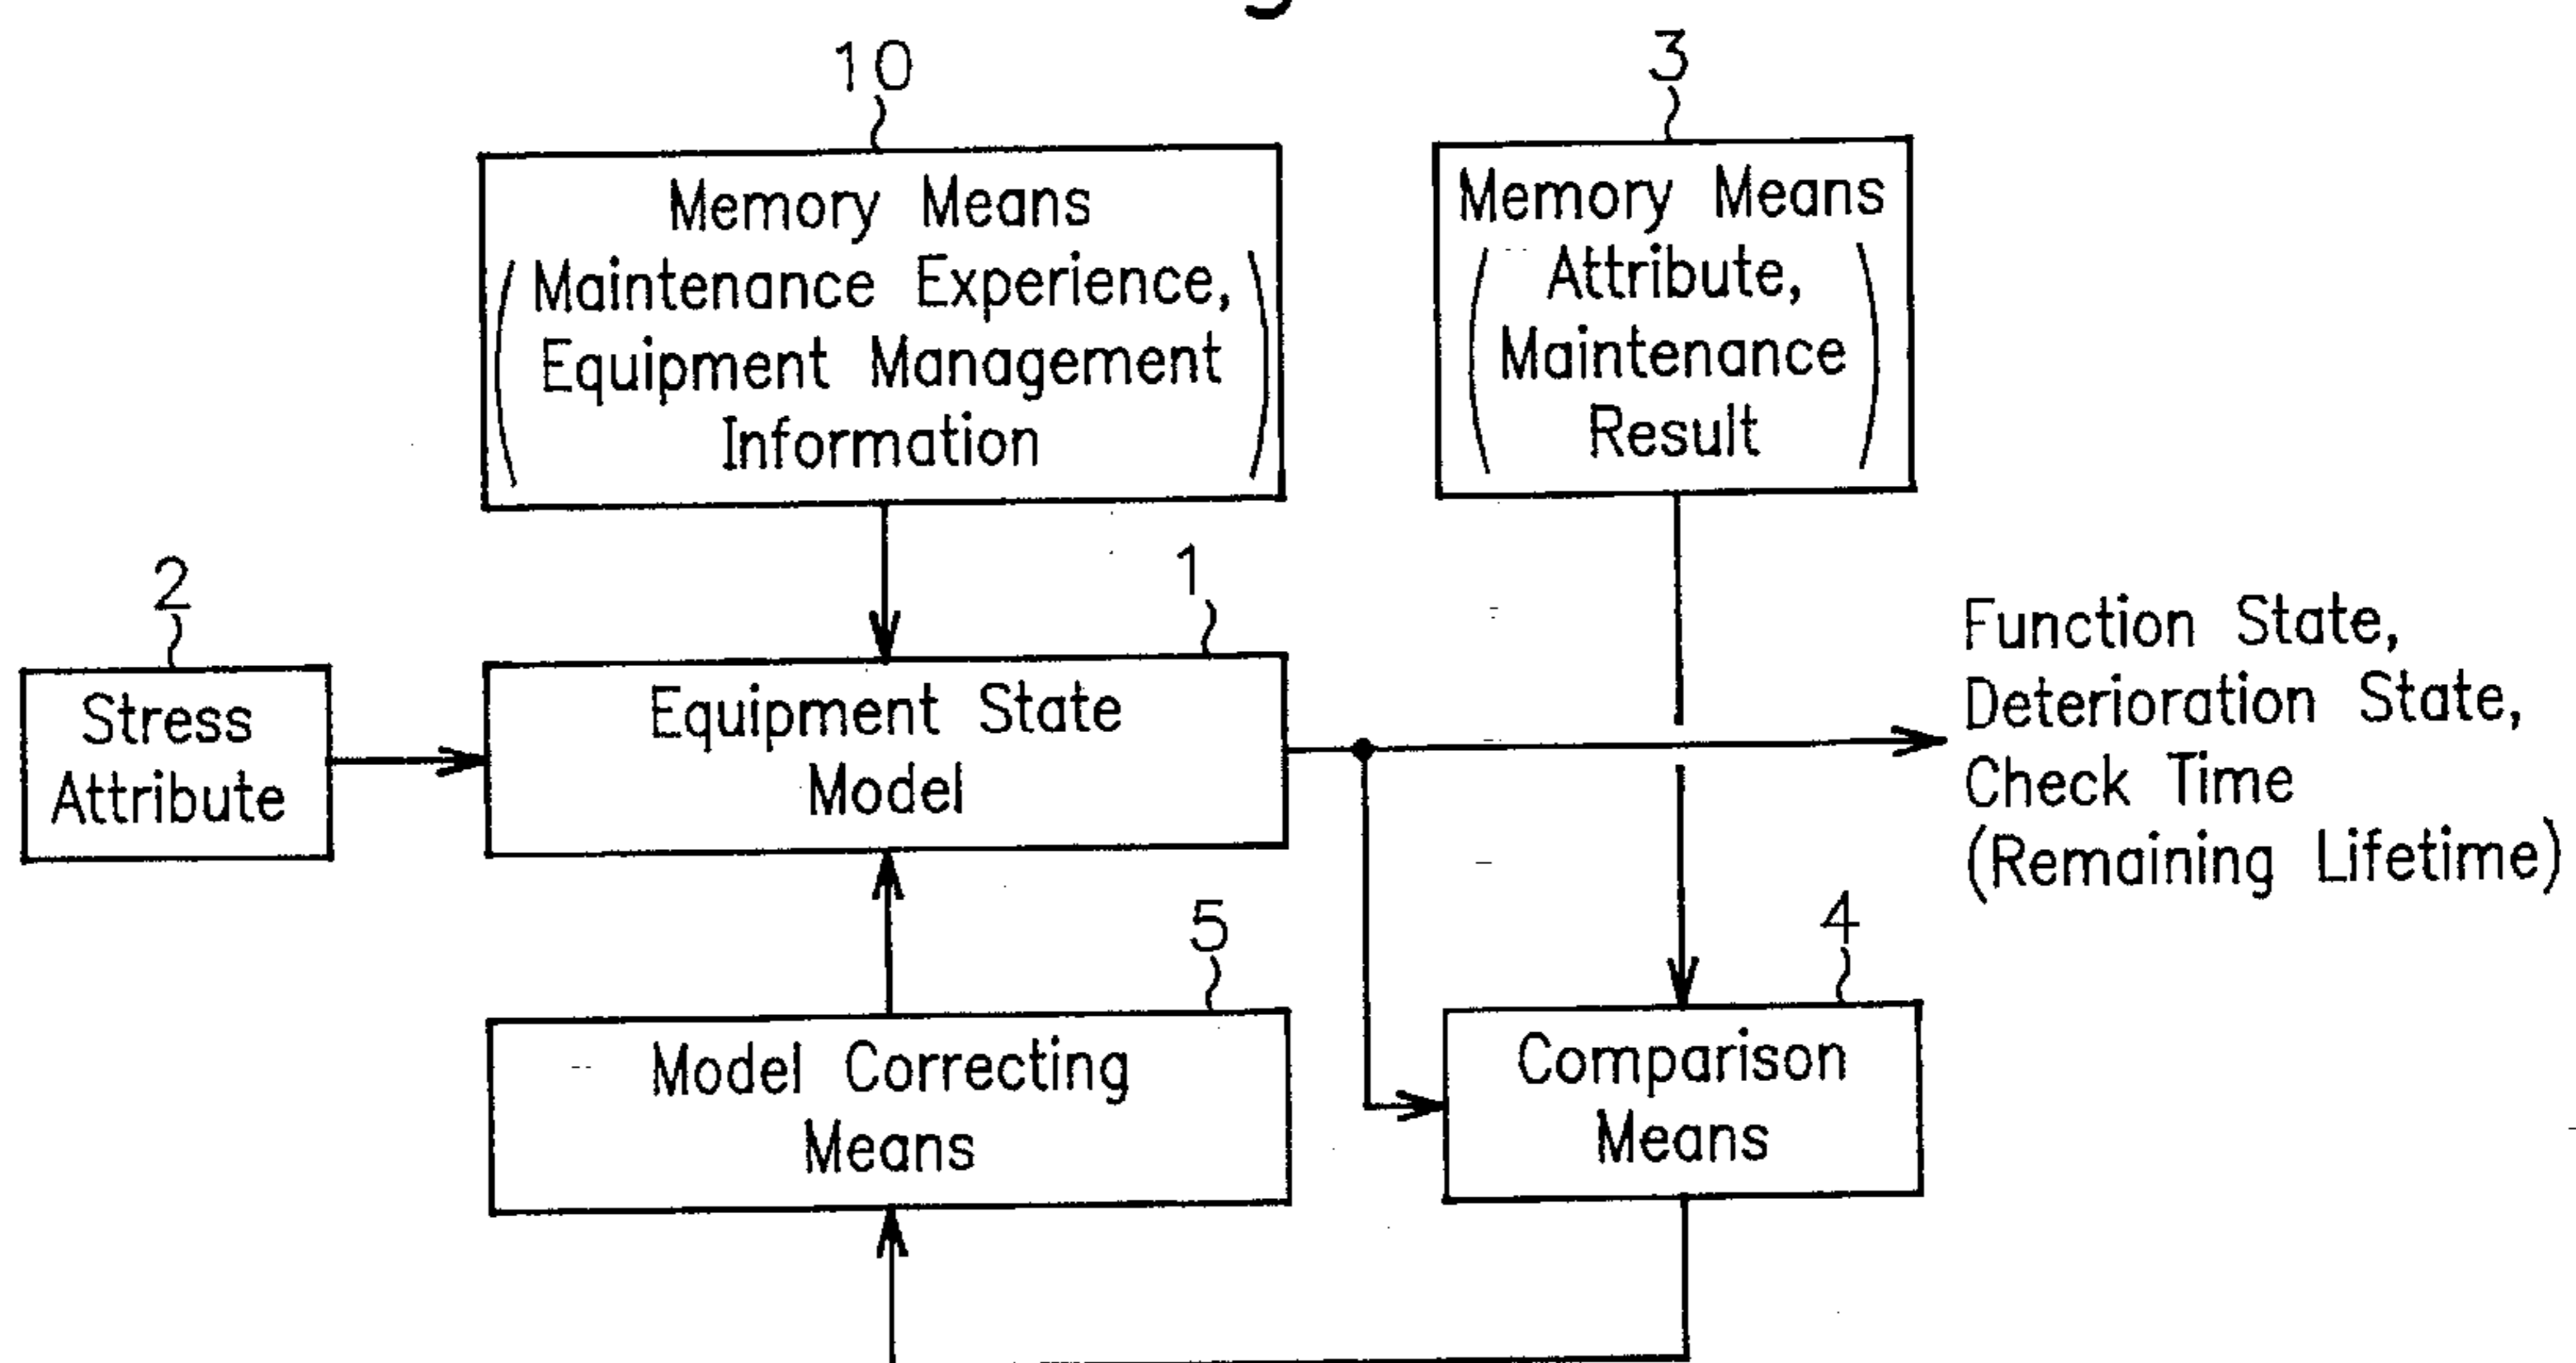 10
3
Memory Means
Maintenance Experience,
Equipment Management
Information
Memory Means
Attribute,
Maintenance
Result
2
1
Stress
Attribute
Equipment State
Model
Function State,
Deterioration State,
Check Time
(Remaining Lifetime)
5
4
Model Correcting
Means
Comparison
Means